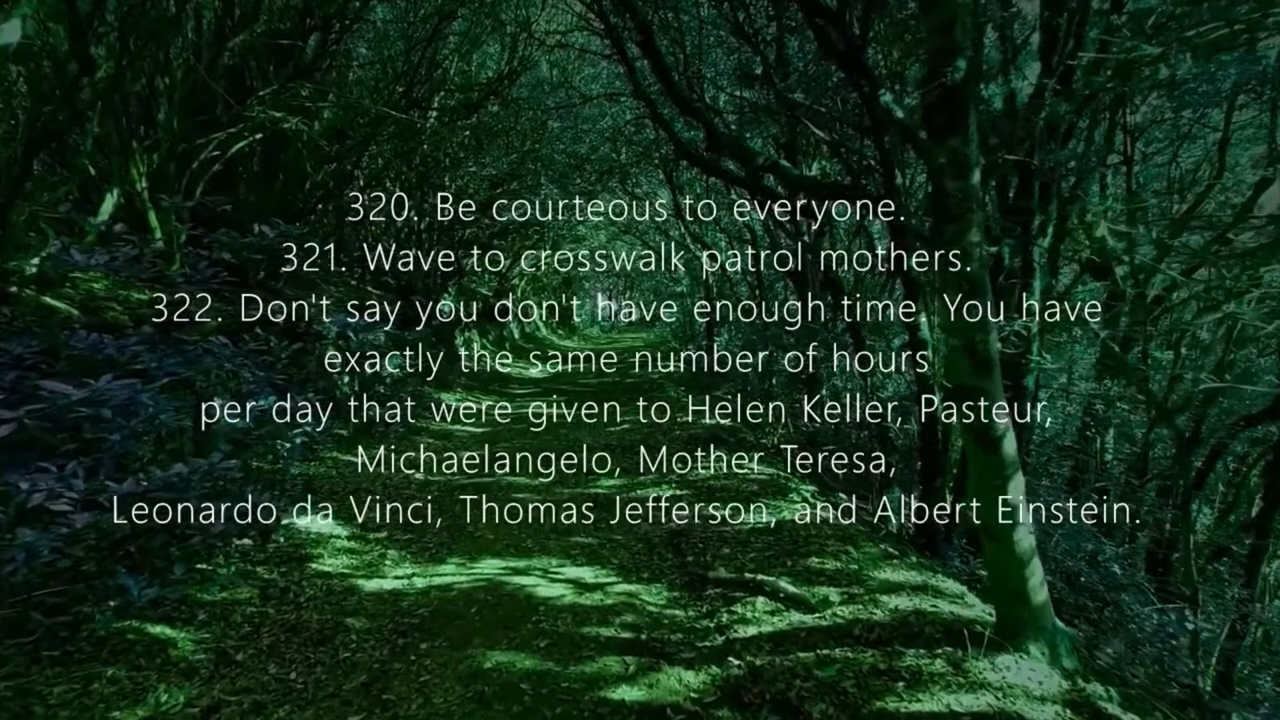 320. Be courteous to everyone.
321. Wave to crosswalk patrol mothers.
322. Don't say you don't have enough time. You have
exactly the same number of hours
per day that were given to Helen Keller, Pasteur,
Michaelangelo, Mother Teresa,
Leonardo da Vinci, Thomas Jefferson, and Albert Einstein.